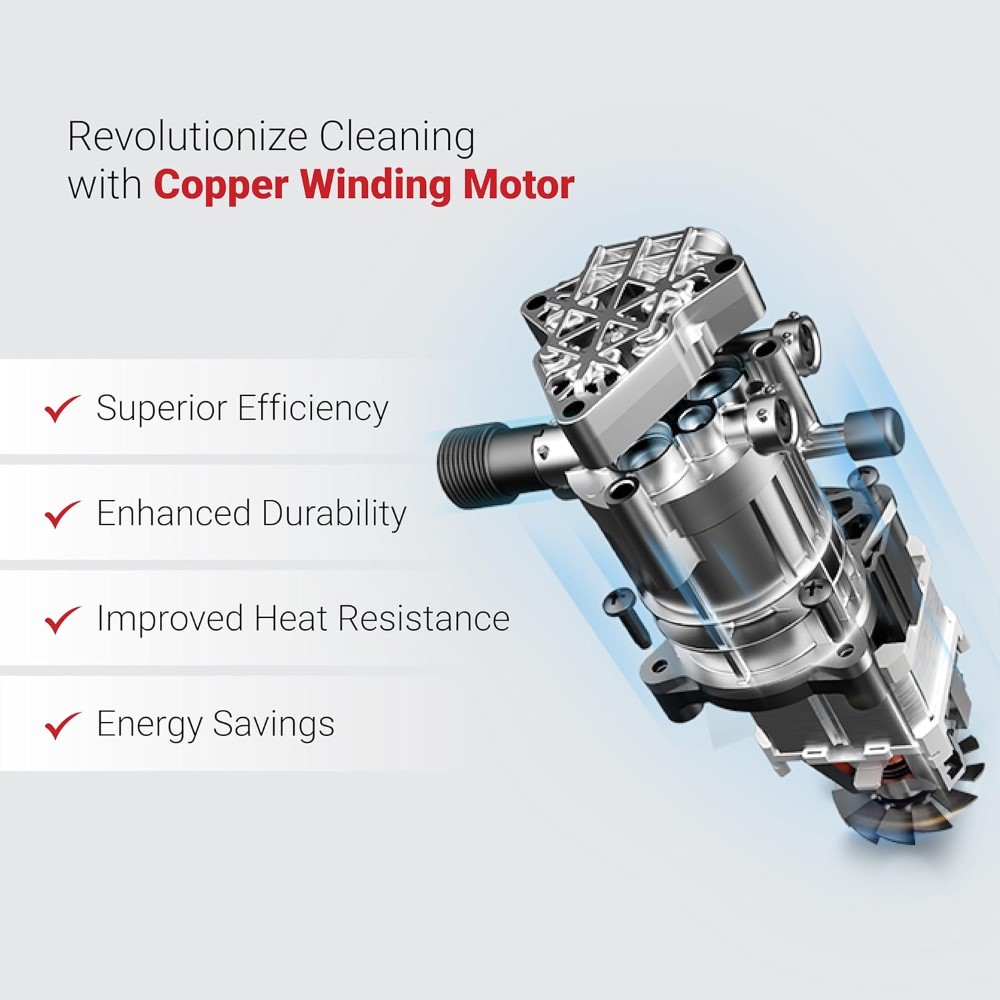 Revolutionize Cleaning
with Copper Winding Motor
Superior Efficiency
Enhanced Durability
Improved Heat Resistance
Energy Savings